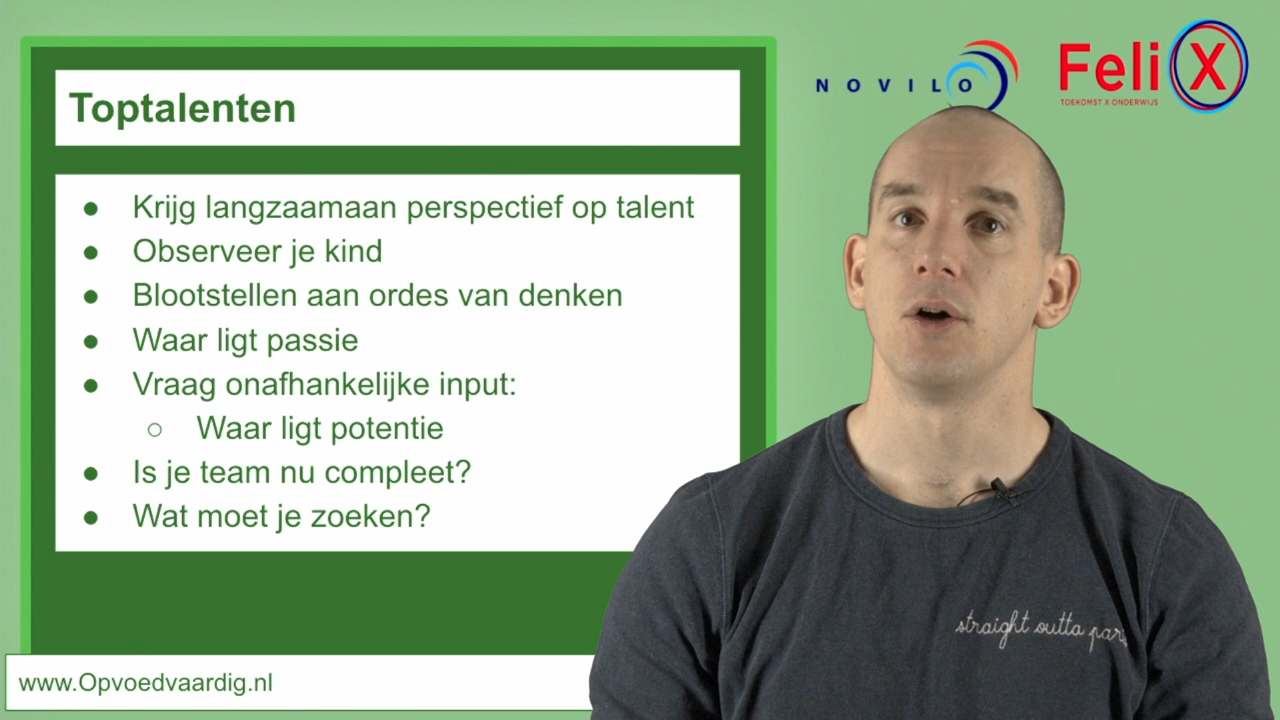 NOVILO
FeliX
TOEKOMST X ONDERWIJS
Toptalenten
● Krijg langzaamaan perspectief op talent
● Observeer je kind
● Blootstellen aan ordes van denken
● Waar ligt passie
● Vraag onafhankelijke input:
○ Waar ligt potentie
● Is je team nu compleet?
● Wat moet je zoeken?
straight outta
www.Opvoedvaardig.nl